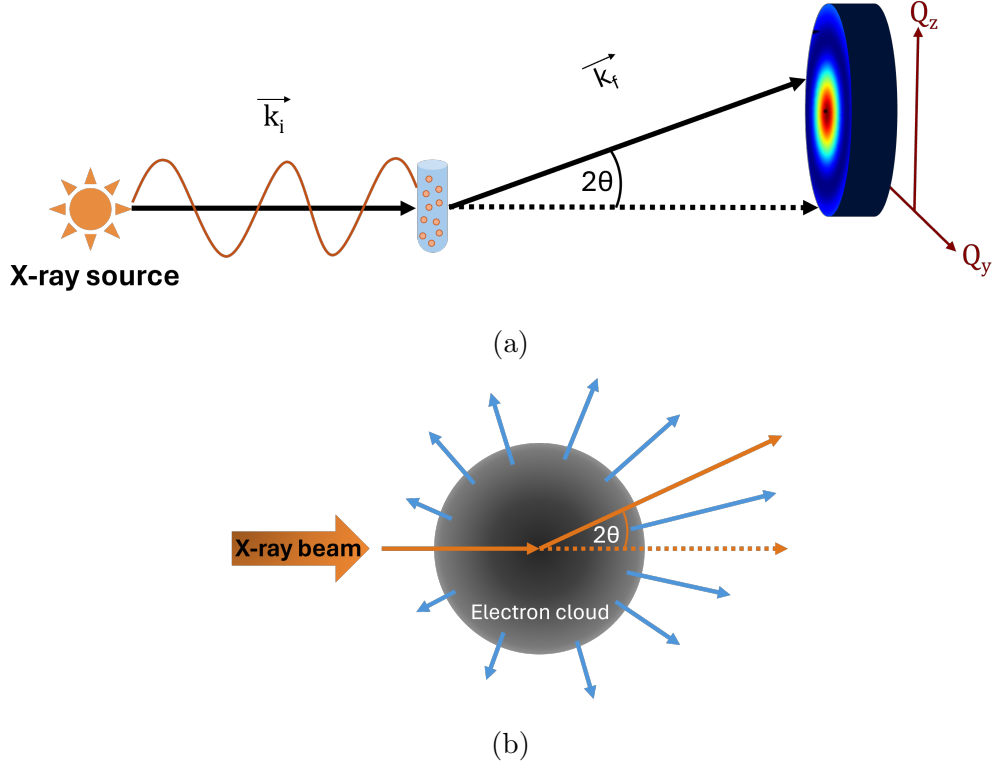 Q_z
k_i
k_f
2θ
Q_y
X-ray source
(a)
X-ray beam
2θ
Electron cloud
(b)